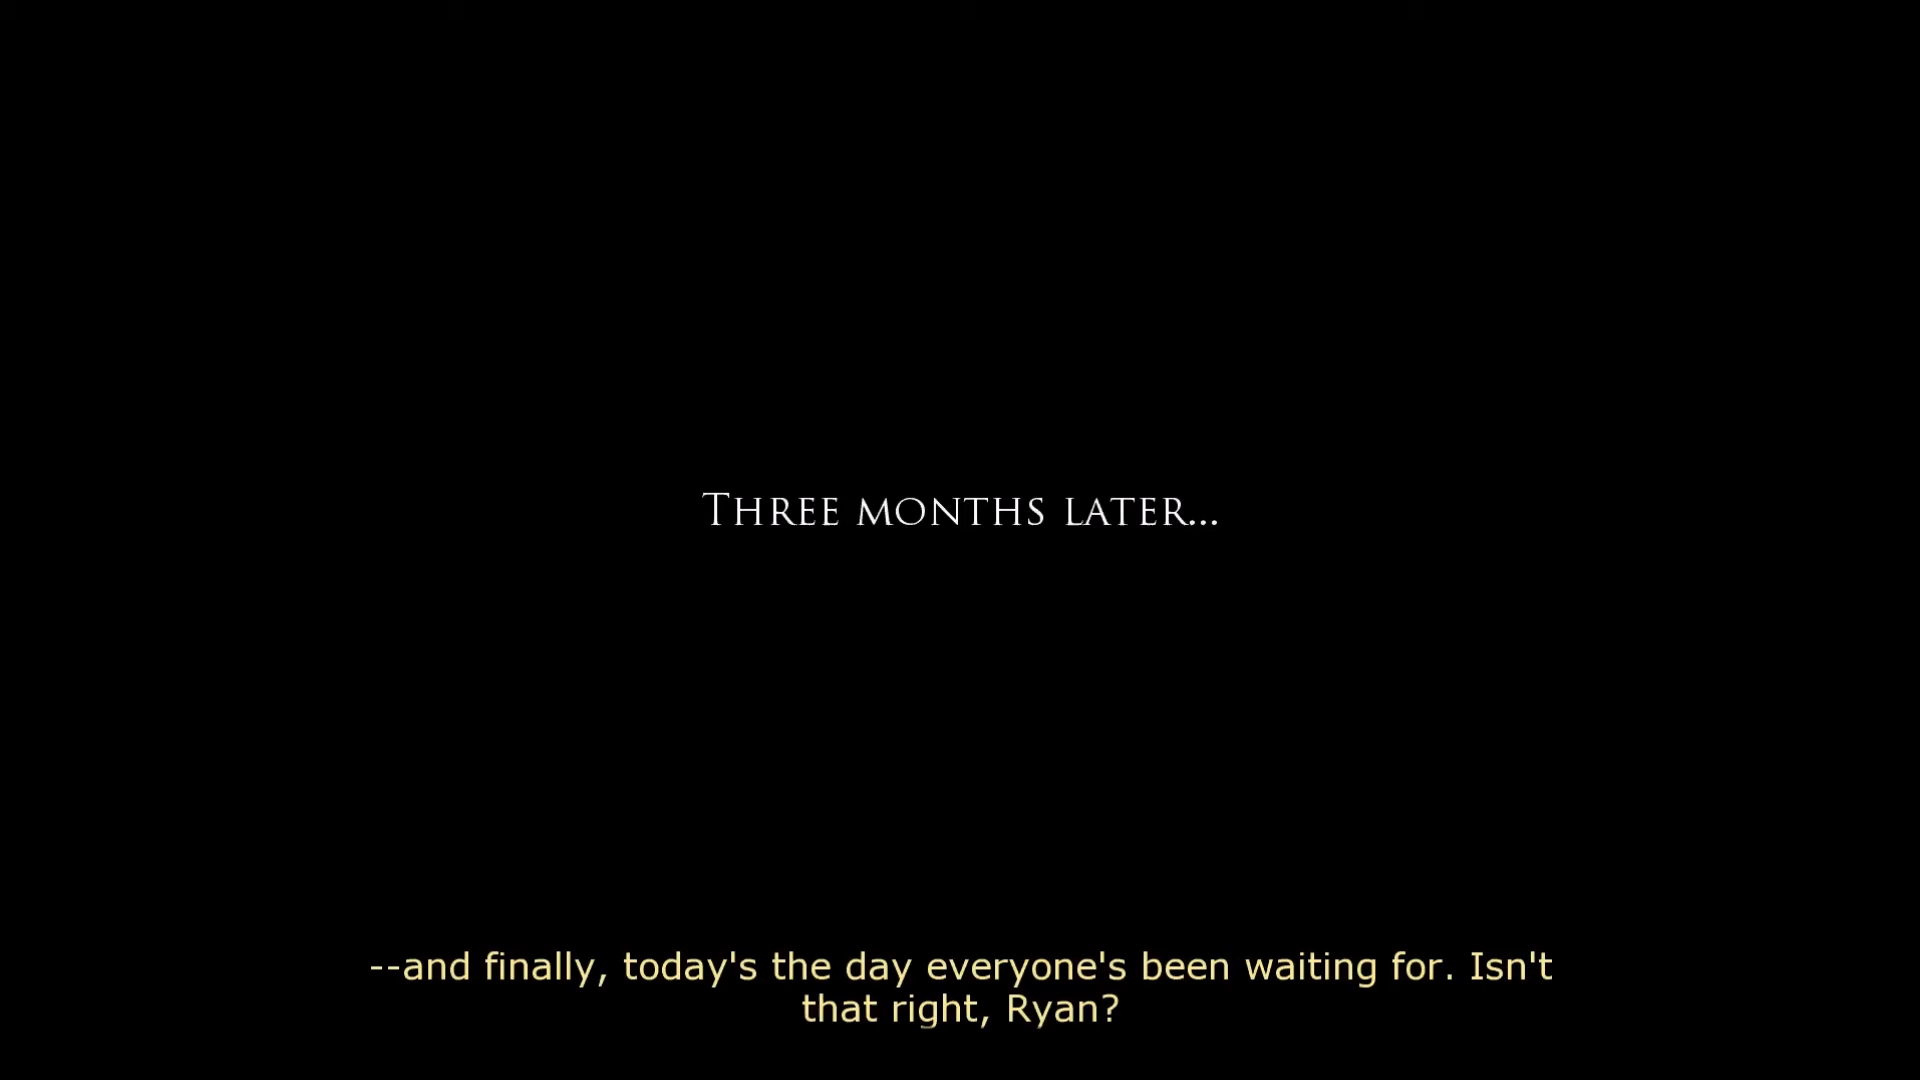 Three months later...
--and finally, today's the day everyone's been waiting for. Isn't
that right, Ryan?